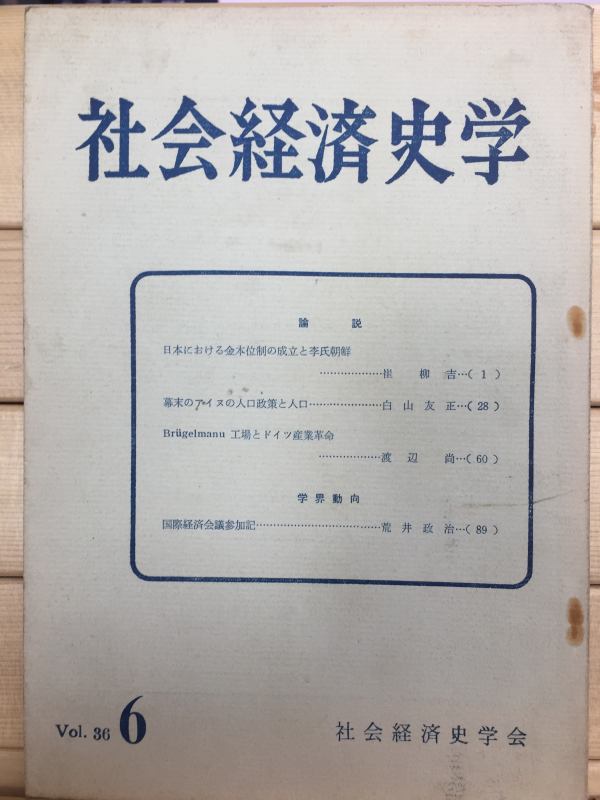 社会経済史学
論説
日本における金本位制の成立と李氏朝鮮
………………崔柳吉…( 1 )
幕末のアイヌの人口政策と人口…………………白山友正…( 28 )
Brügelmanu 工場とドイツ産業革命
………………渡辺尚…( 60 )
学界動向
国際経済会議参加記………………………………荒井政治…( 89 )
Vol. 36 6 社会経済史学会